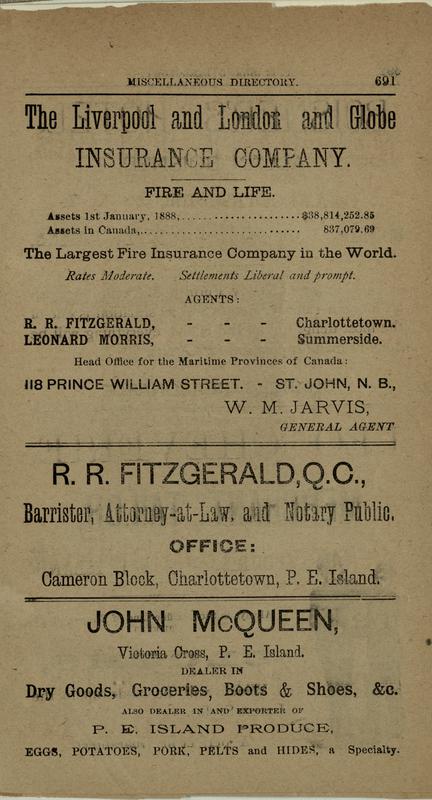 MISCELLANEOUS DIRECTORY. 691
The Liverpool and London and Globe
INSURANCE COMPANY.
FIRE AND LIFE.
Assets 1st January, 1888,......................$38,814,252.85
Assets in Canada,.............................. 837,079.69
The Largest Fire Insurance Company in the World.
Rates Moderate. Settlements Liberal and prompt.
AGENTS:
R. R. FITZGERALD, - - - Charlottetown.
LEONARD MORRIS, - - - Summerside.
Head Office for the Maritime Provinces of Canada:
118 PRINCE WILLIAM STREET. - ST. JOHN, N. B.,
W. M. JARVIS,
GENERAL AGENT
R. R. FITZGERALD, Q.C.,
Barrister, Attorney-at-Law, and Notary Public.
OFFICE:
Cameron Block, Charlottetown, P. E. Island.
JOHN McQUEEN,
Victoria Cross, P. E. Island.
DEALER IN
Dry Goods, Groceries, Boots & Shoes, &c.
ALSO DEALER IN AND EXPORTER OF
P. E. ISLAND PRODUCE,
EGGS, POTATOES, PORK, PELTS and HIDES, a Specialty.